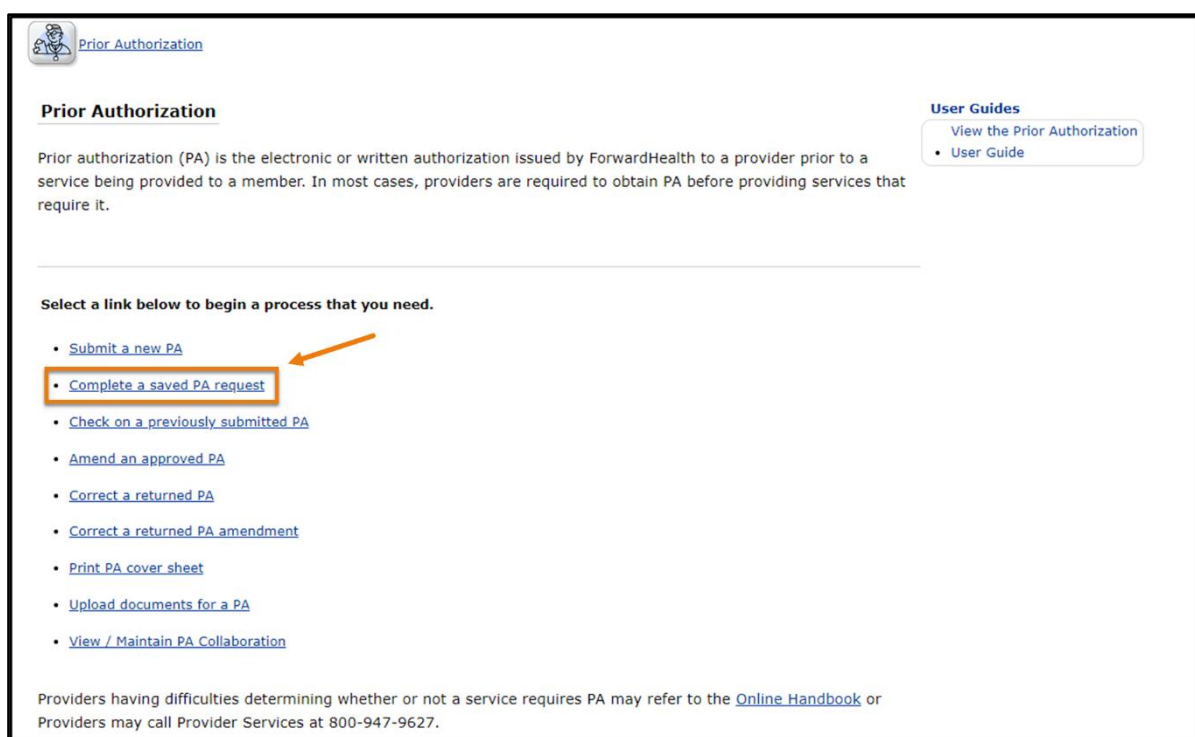 Prior Authorization
Prior Authorization
User Guides
View the Prior Authorization
• User Guide
Prior authorization (PA) is the electronic or written authorization issued by ForwardHealth to a provider prior to a
service being provided to a member. In most cases, providers are required to obtain PA before providing services that
require it.
Select a link below to begin a process that you need.
• Submit a new PA
• Complete a saved PA request
• Check on a previously submitted PA
• Amend an approved PA
• Correct a returned PA
• Correct a returned PA amendment
• Print PA cover sheet
• Upload documents for a PA
• View / Maintain PA Collaboration
Providers having difficulties determining whether or not a service requires PA may refer to the Online Handbook or
Providers may call Provider Services at 800-947-9627.